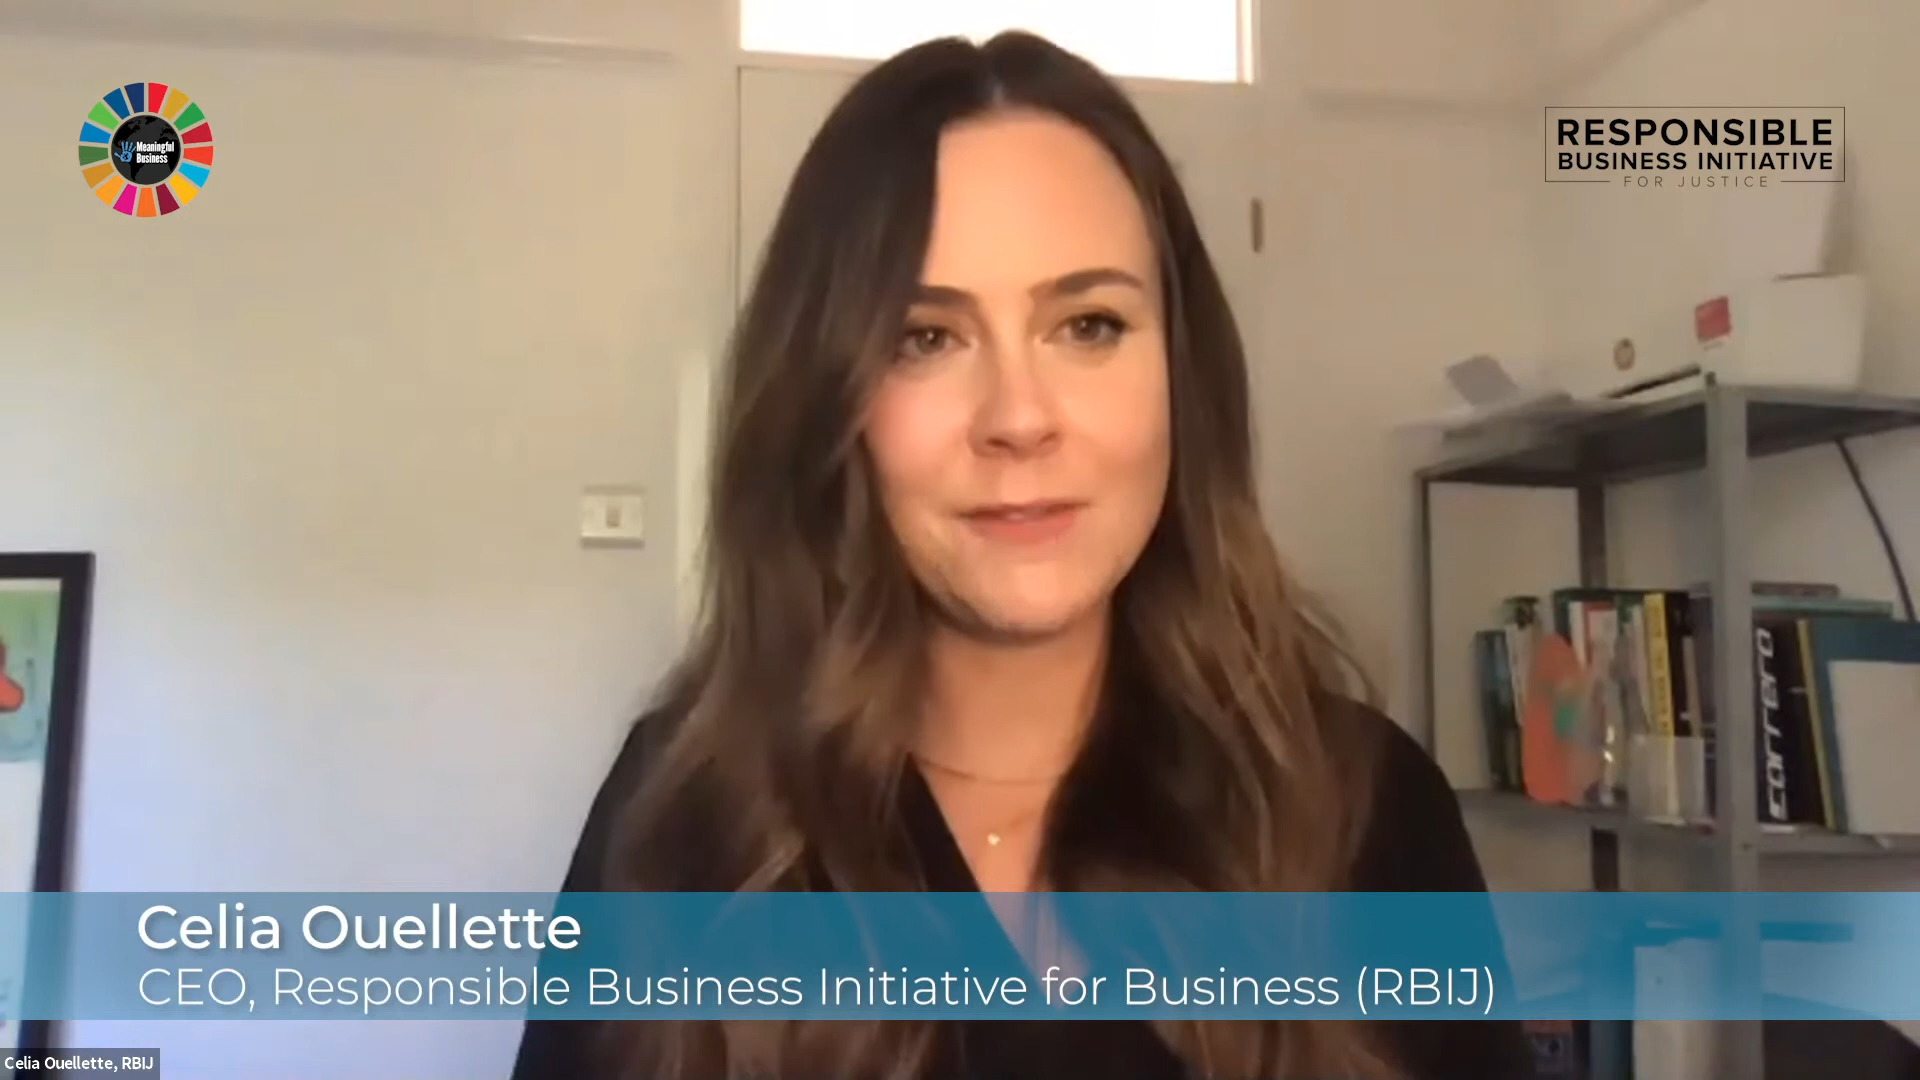 Meaningful
Business
RESPONSIBLE
BUSINESS INITIATIVE
FOR JUSTICE
carrera
Celia Ouellette
CEO, Responsible Business Initiative for Business (RBIJ)
Celia Ouellette, RBIJ